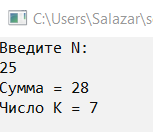 C:\Users\Salazar\s
Введите N:
25
Сумма = 28
Число K = 7